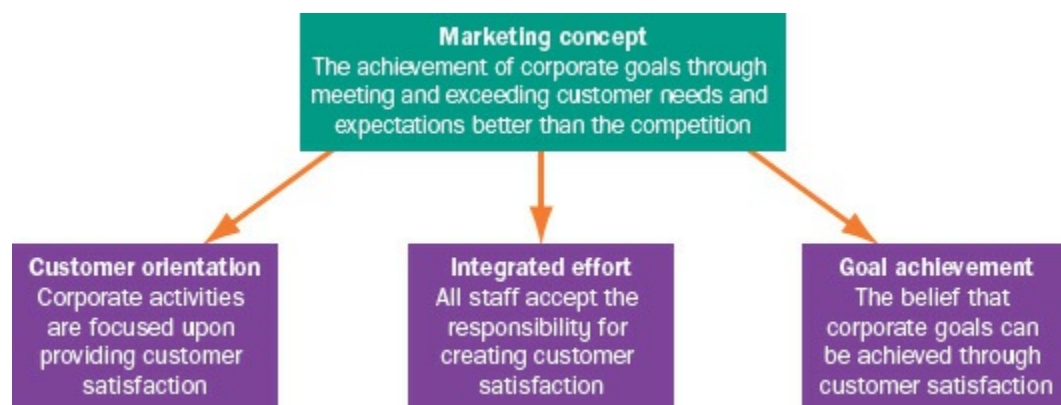 Marketing concept
The achievement of corporate goals through
meeting and exceeding customer needs and
expectations better than the competition
Customer orientation
Corporate activities
are focused upon
providing customer
satisfaction
Integrated effort
All staff accept the
responsibility for
creating customer
satisfaction
Goal achievement
The belief that
corporate goals can
be achieved through
customer satisfaction